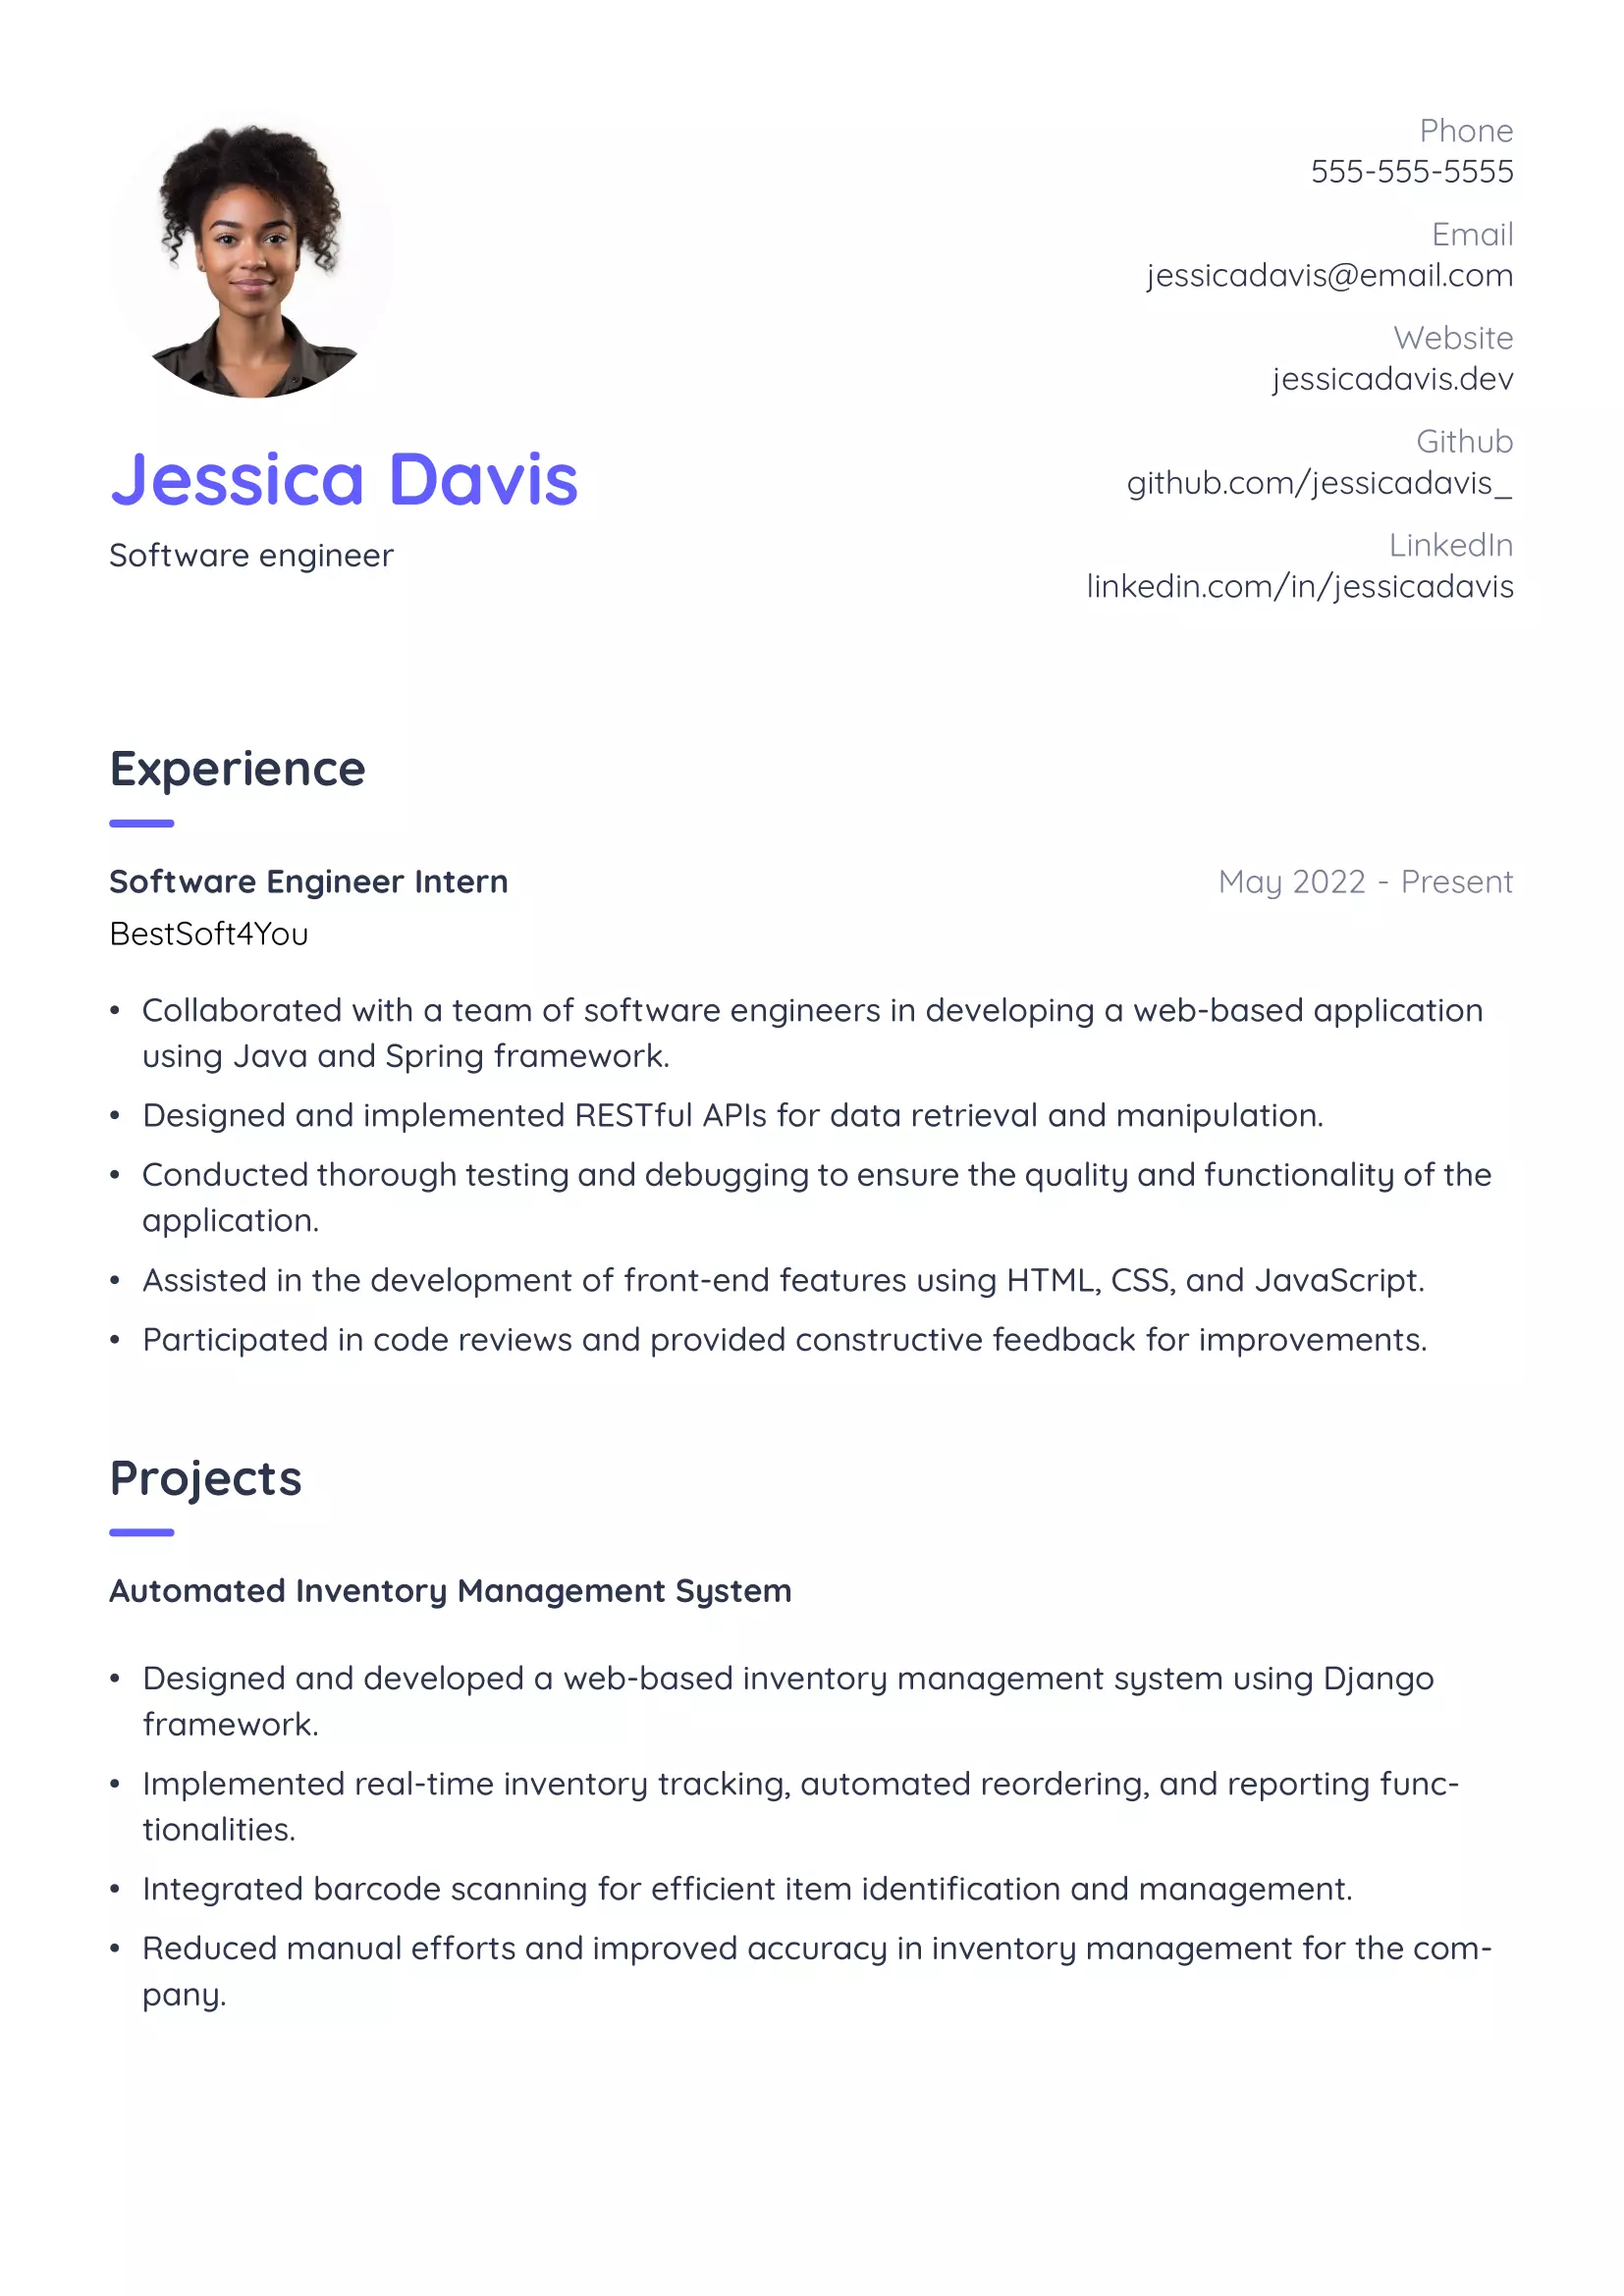 Jessica Davis
Software engineer
Phone
555-555-5555
Email
jessicadavis@email.com
Website
jessicadavis.dev
Github
github.com/jessicadavis_
LinkedIn
linkedin.com/in/jessicadavis
Experience
Software Engineer Intern
May 2022 - Present
BestSoft4You
• Collaborated with a team of software engineers in developing a web-based application
using Java and Spring framework.
• Designed and implemented RESTful APIs for data retrieval and manipulation.
• Conducted thorough testing and debugging to ensure the quality and functionality of the
application.
• Assisted in the development of front-end features using HTML, CSS, and JavaScript.
• Participated in code reviews and provided constructive feedback for improvements.
Projects
Automated Inventory Management System
• Designed and developed a web-based inventory management system using Django
framework.
• Implemented real-time inventory tracking, automated reordering, and reporting func-
tionalities.
• Integrated barcode scanning for efficient item identification and management.
• Reduced manual efforts and improved accuracy in inventory management for the com-
pany.